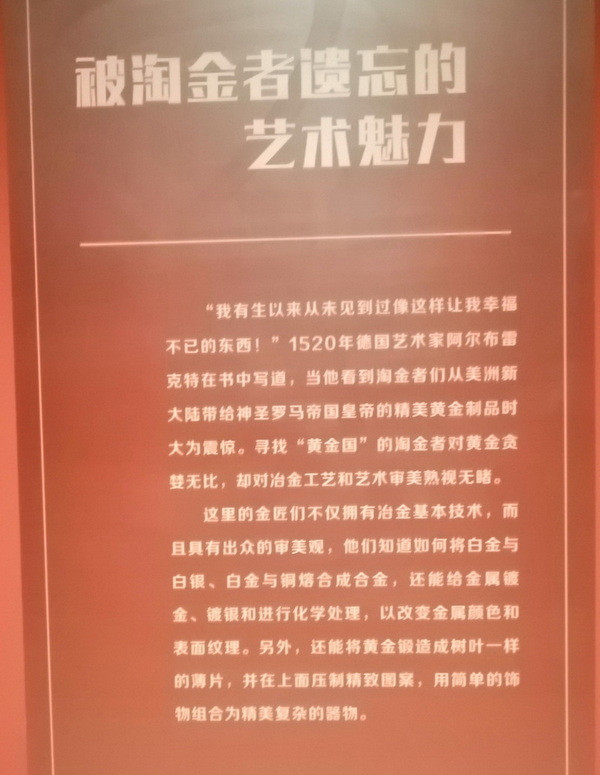 被淘金者遗忘的
艺术魅力
“我有生以来从未见到过像这样让我幸福
不已的东西！”1520年德国艺术家阿尔布雷
克特在书中写道，当他看到淘金者们从美洲新
大陆带给神圣罗马帝国皇帝的精美黄金制品时
大为震惊。寻找“黄金国”的淘金者对黄金贪
婪无比，却对冶金工艺和艺术审美熟视无睹。
这里的金匠们不仅拥有冶金基本技术，而
且具有出众的审美观，他们知道如何将白金与
白银、白金与铜熔合成合金，还能给金属镀
金、镀银和进行化学处理，以改变金属颜色和
表面纹理。另外，还能将黄金锻造成树叶一样
的薄片，并在上面压制精致图案，用简单的饰
物组合为精美复杂的器物。